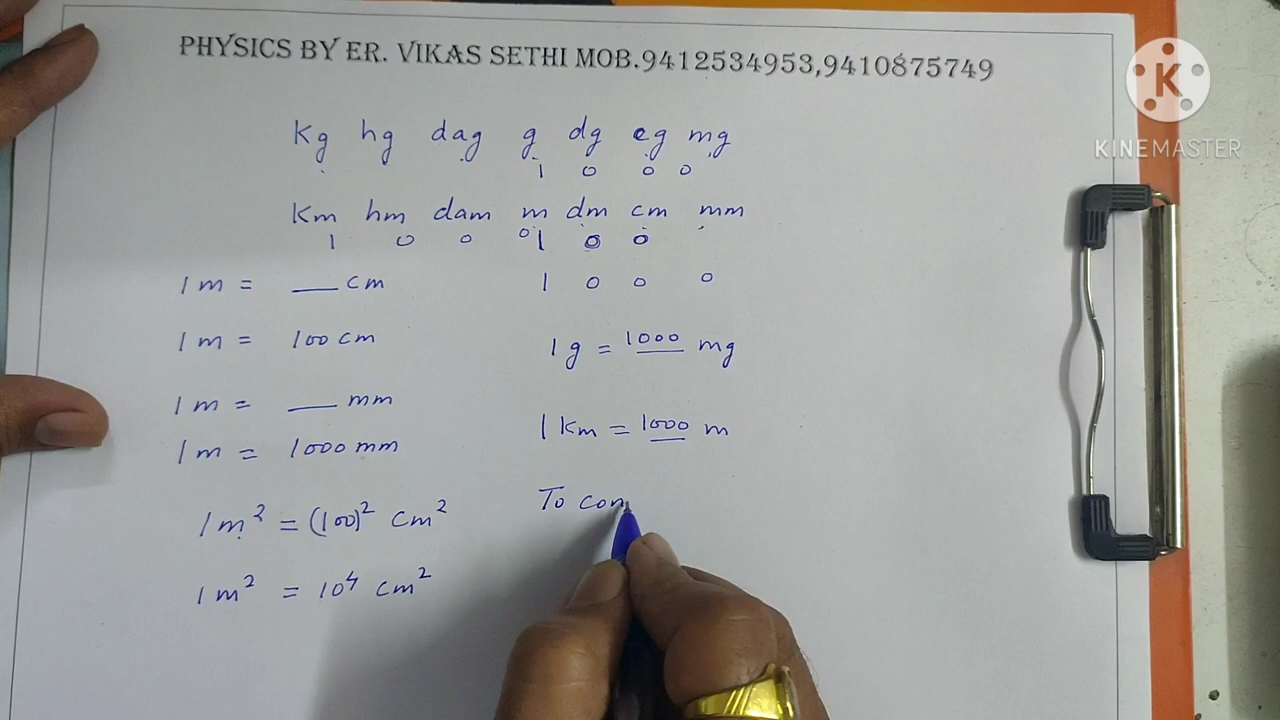 PHYSICS BY ER. VIKAS SETHI MOB.9412534953,9410875749
K
KINEMASTER
Kg hg dag g dg cg mg
1 0 0 0
Km hm dam m dm cm mm
1 0 0 0 1 0 0
1 m = __ cm
1 0 0 0
1 m = 100 cm
1 g = 1000 mg
1 m = __ mm
1 Km = 1000 m
1 m = 1000 mm
1 m² = (100)² cm²
To con
1 m² = 10⁴ cm²